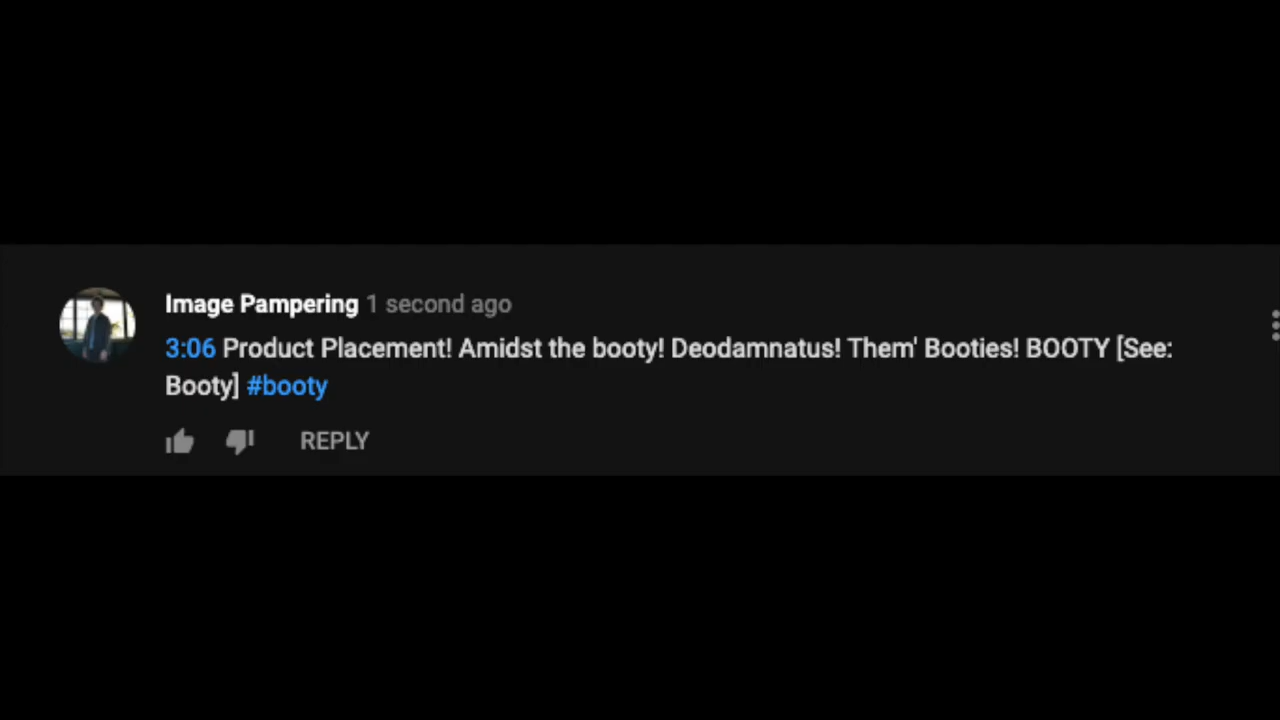 Image Pampering 1 second ago
3:06 Product Placement! Amidst the booty! Deodamnatus! Them' Booties! BOOTY [See:
Booty] #booty
REPLY